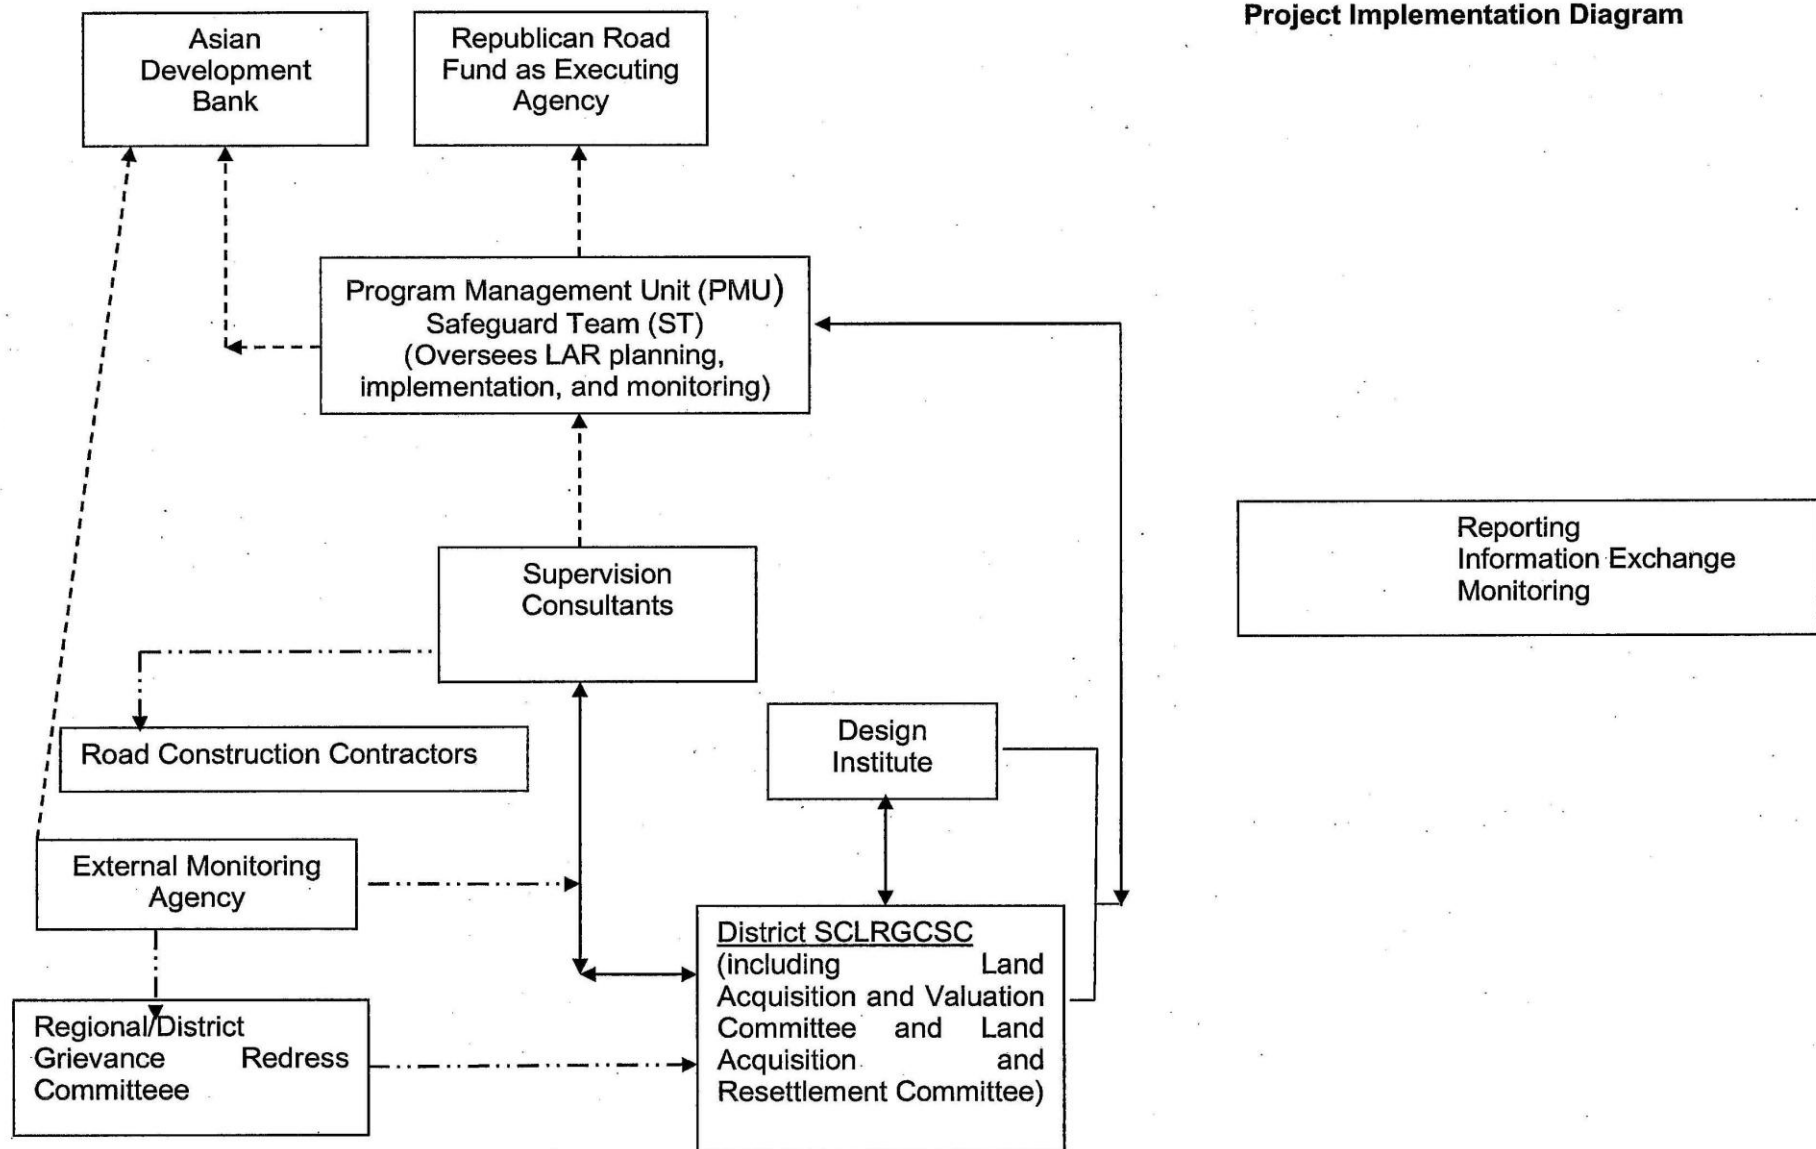 Project Implementation Diagram
Asian
Development
Bank
Republican Road
Fund as Executing
Agency
Program Management Unit (PMU)
Safeguard Team (ST)
(Oversees LAR planning,
implementation, and monitoring)
Reporting
Information Exchange
Monitoring
Supervision
Consultants
Design
Institute
Road Construction Contractors
External Monitoring
Agency
District SCLRGCSC
(including Land
Acquisition and Valuation
Committee and Land
Acquisition and
Resettlement Committee)
Regional/District
Grievance Redress
Committeee